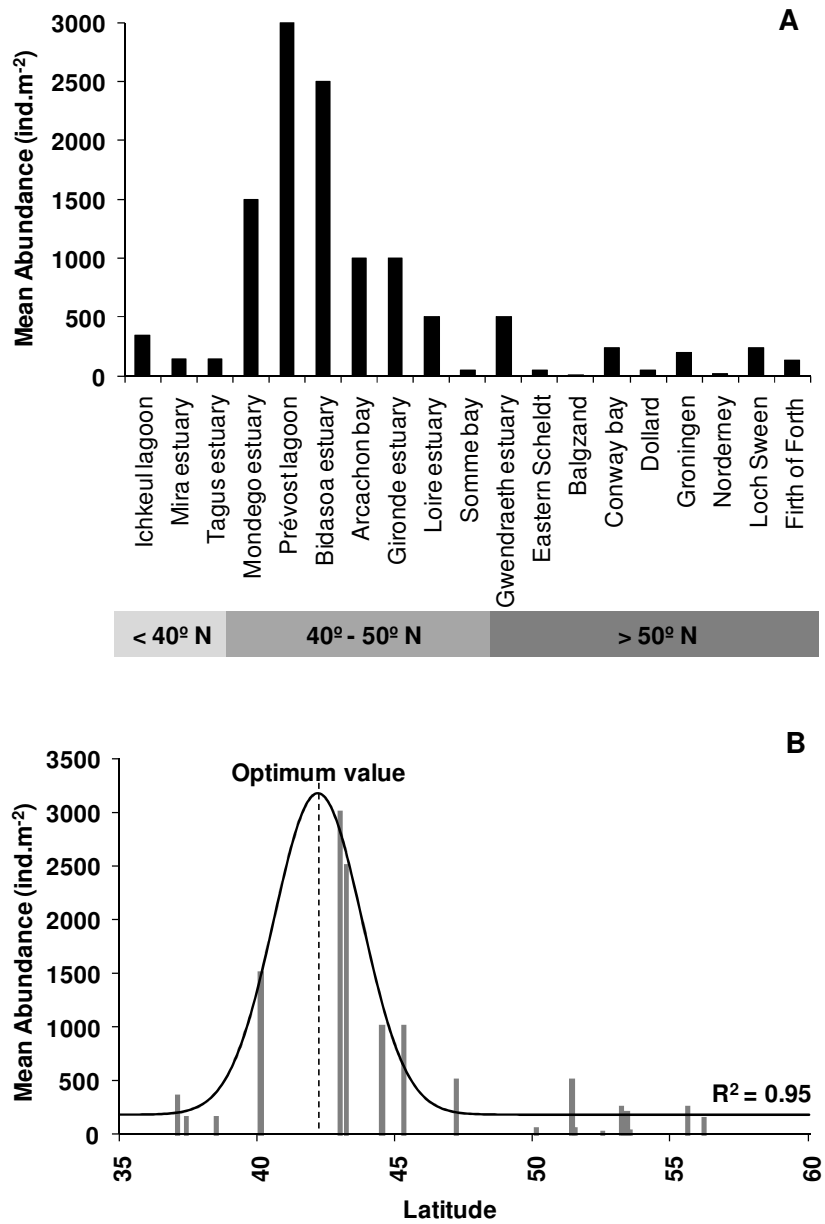 A
Mean Abundance (ind.m-2)
3000
2500
2000
1500
1000
500
0
Ichkeul lagoon
Mira estuary
Tagus estuary
Mondego estuary
Prévost lagoon
Bidasoa estuary
Arcachon bay
Gironde estuary
Loire estuary
Somme bay
Gwendraeth estuary
Eastern Scheldt
Balgzand
Conway bay
Dollard
Groningen
Norderney
Loch Sween
Firth of Forth
< 40º N 40º - 50º N > 50º N
B
Mean Abundance (ind.m-2)
3500
3000
2500
2000
1500
1000
500
0
Optimum value
R2 = 0.95
35 40 45 50 55 60
Latitude